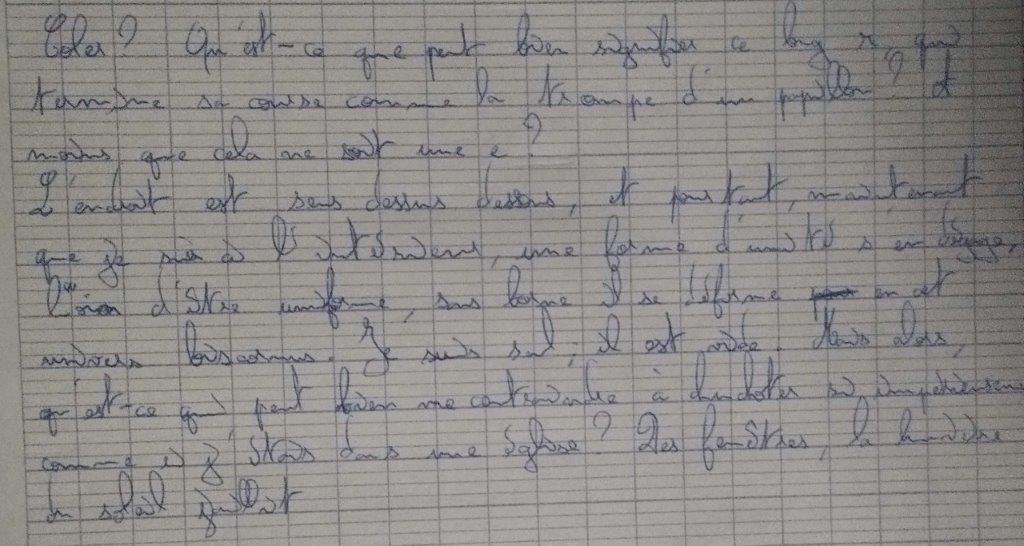 Coler? Qu'est-ce que peut bien signifier ce long r qui
termine sa course comme la trompe d'un papillon? A
moins que cela ne soit une e?
L'endroit est sens dessus dessous, et pourtant, maintenant
que je suis à l'intérieur, une forme d'unité s'en dégage,
Loin d'être uniforme, sans borne il se déforme en cet
univers biscornus. Je suis seul; il est vide. Mais alors,
qu'est-ce qui peut bien me contraindre à chuchoter si impérieusement
comme si j'étais dans une église? Des fenêtres, la lumière
du soleil jaillit